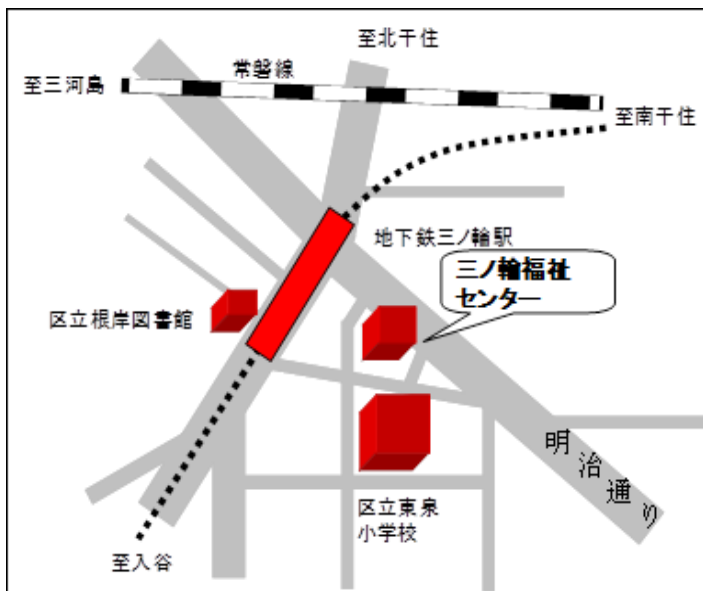 至北千住
常磐線
至三河島
至南千住
地下鉄三ノ輪駅
三ノ輪福祉
センター
区立根岸図書館
明治通り
区立東泉
小学校
至入谷